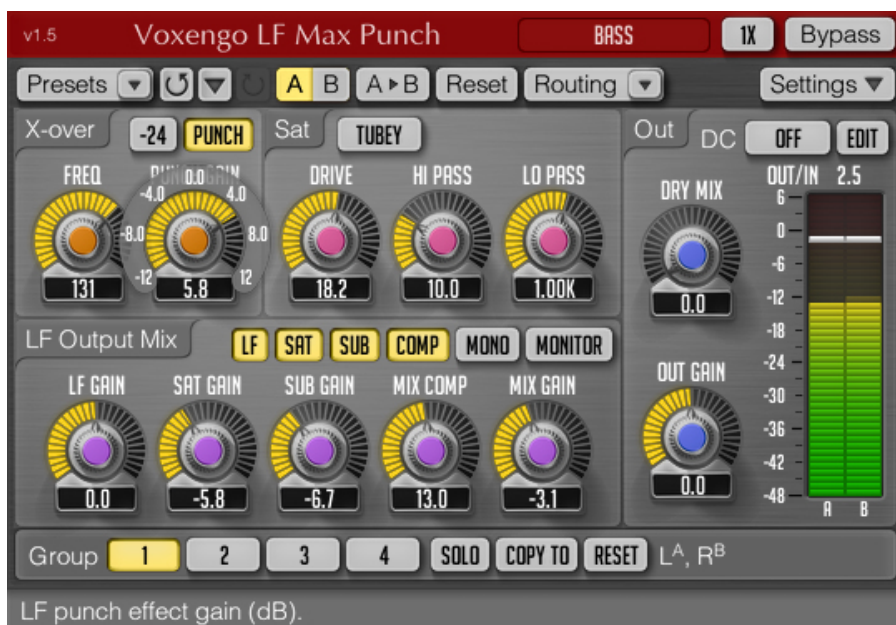 v1.5 Voxengo LF Max Punch BASS 1X Bypass
Presets A B A▸B Reset Routing Settings
X-over -24 PUNCH Sat TUBEY Out DC OFF EDIT
FREQ PUNCH GAIN DRIVE HI PASS LO PASS DRY MIX OUT/IN 2.5
0.0
-4.0 4.0
-8.0 8.0
-12 12
131 5.8 18.2 10.0 1.00K 0.0
LF Output Mix LF SAT SUB COMP MONO MONITOR
LF GAIN SAT GAIN SUB GAIN MIX COMP MIX GAIN OUT GAIN
0.0 -5.8 -6.7 13.0 -3.1 0.0
6
0
-6
-12
-18
-24
-30
-36
-42
-48
A B
Group 1 2 3 4 SOLO COPY TO RESET Lᴬ, Rᴮ
LF punch effect gain (dB).